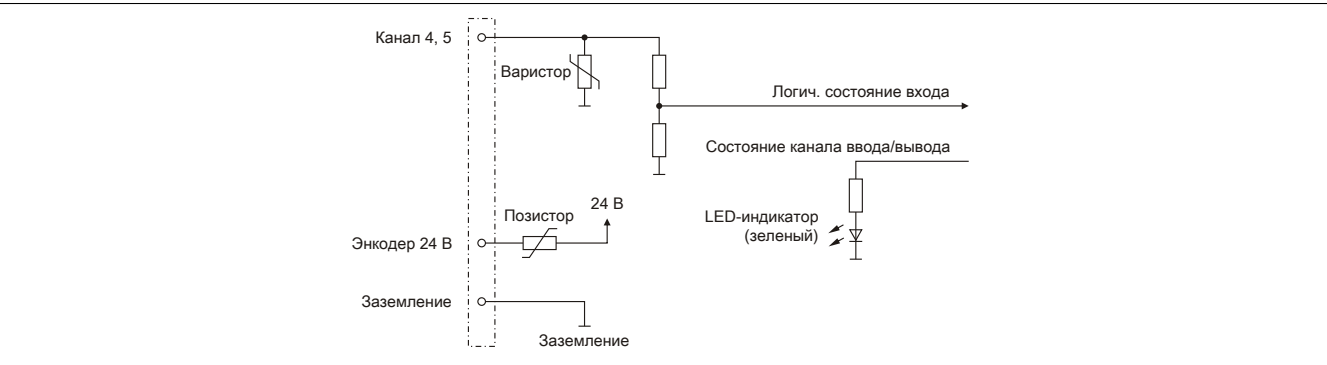 Канал 4, 5
Варистор
Логич. состояние входа
Состояние канала ввода/вывода
24 В
Позистор
LED-индикатор
(зеленый)
Энкодер 24 В
Заземление
Заземление